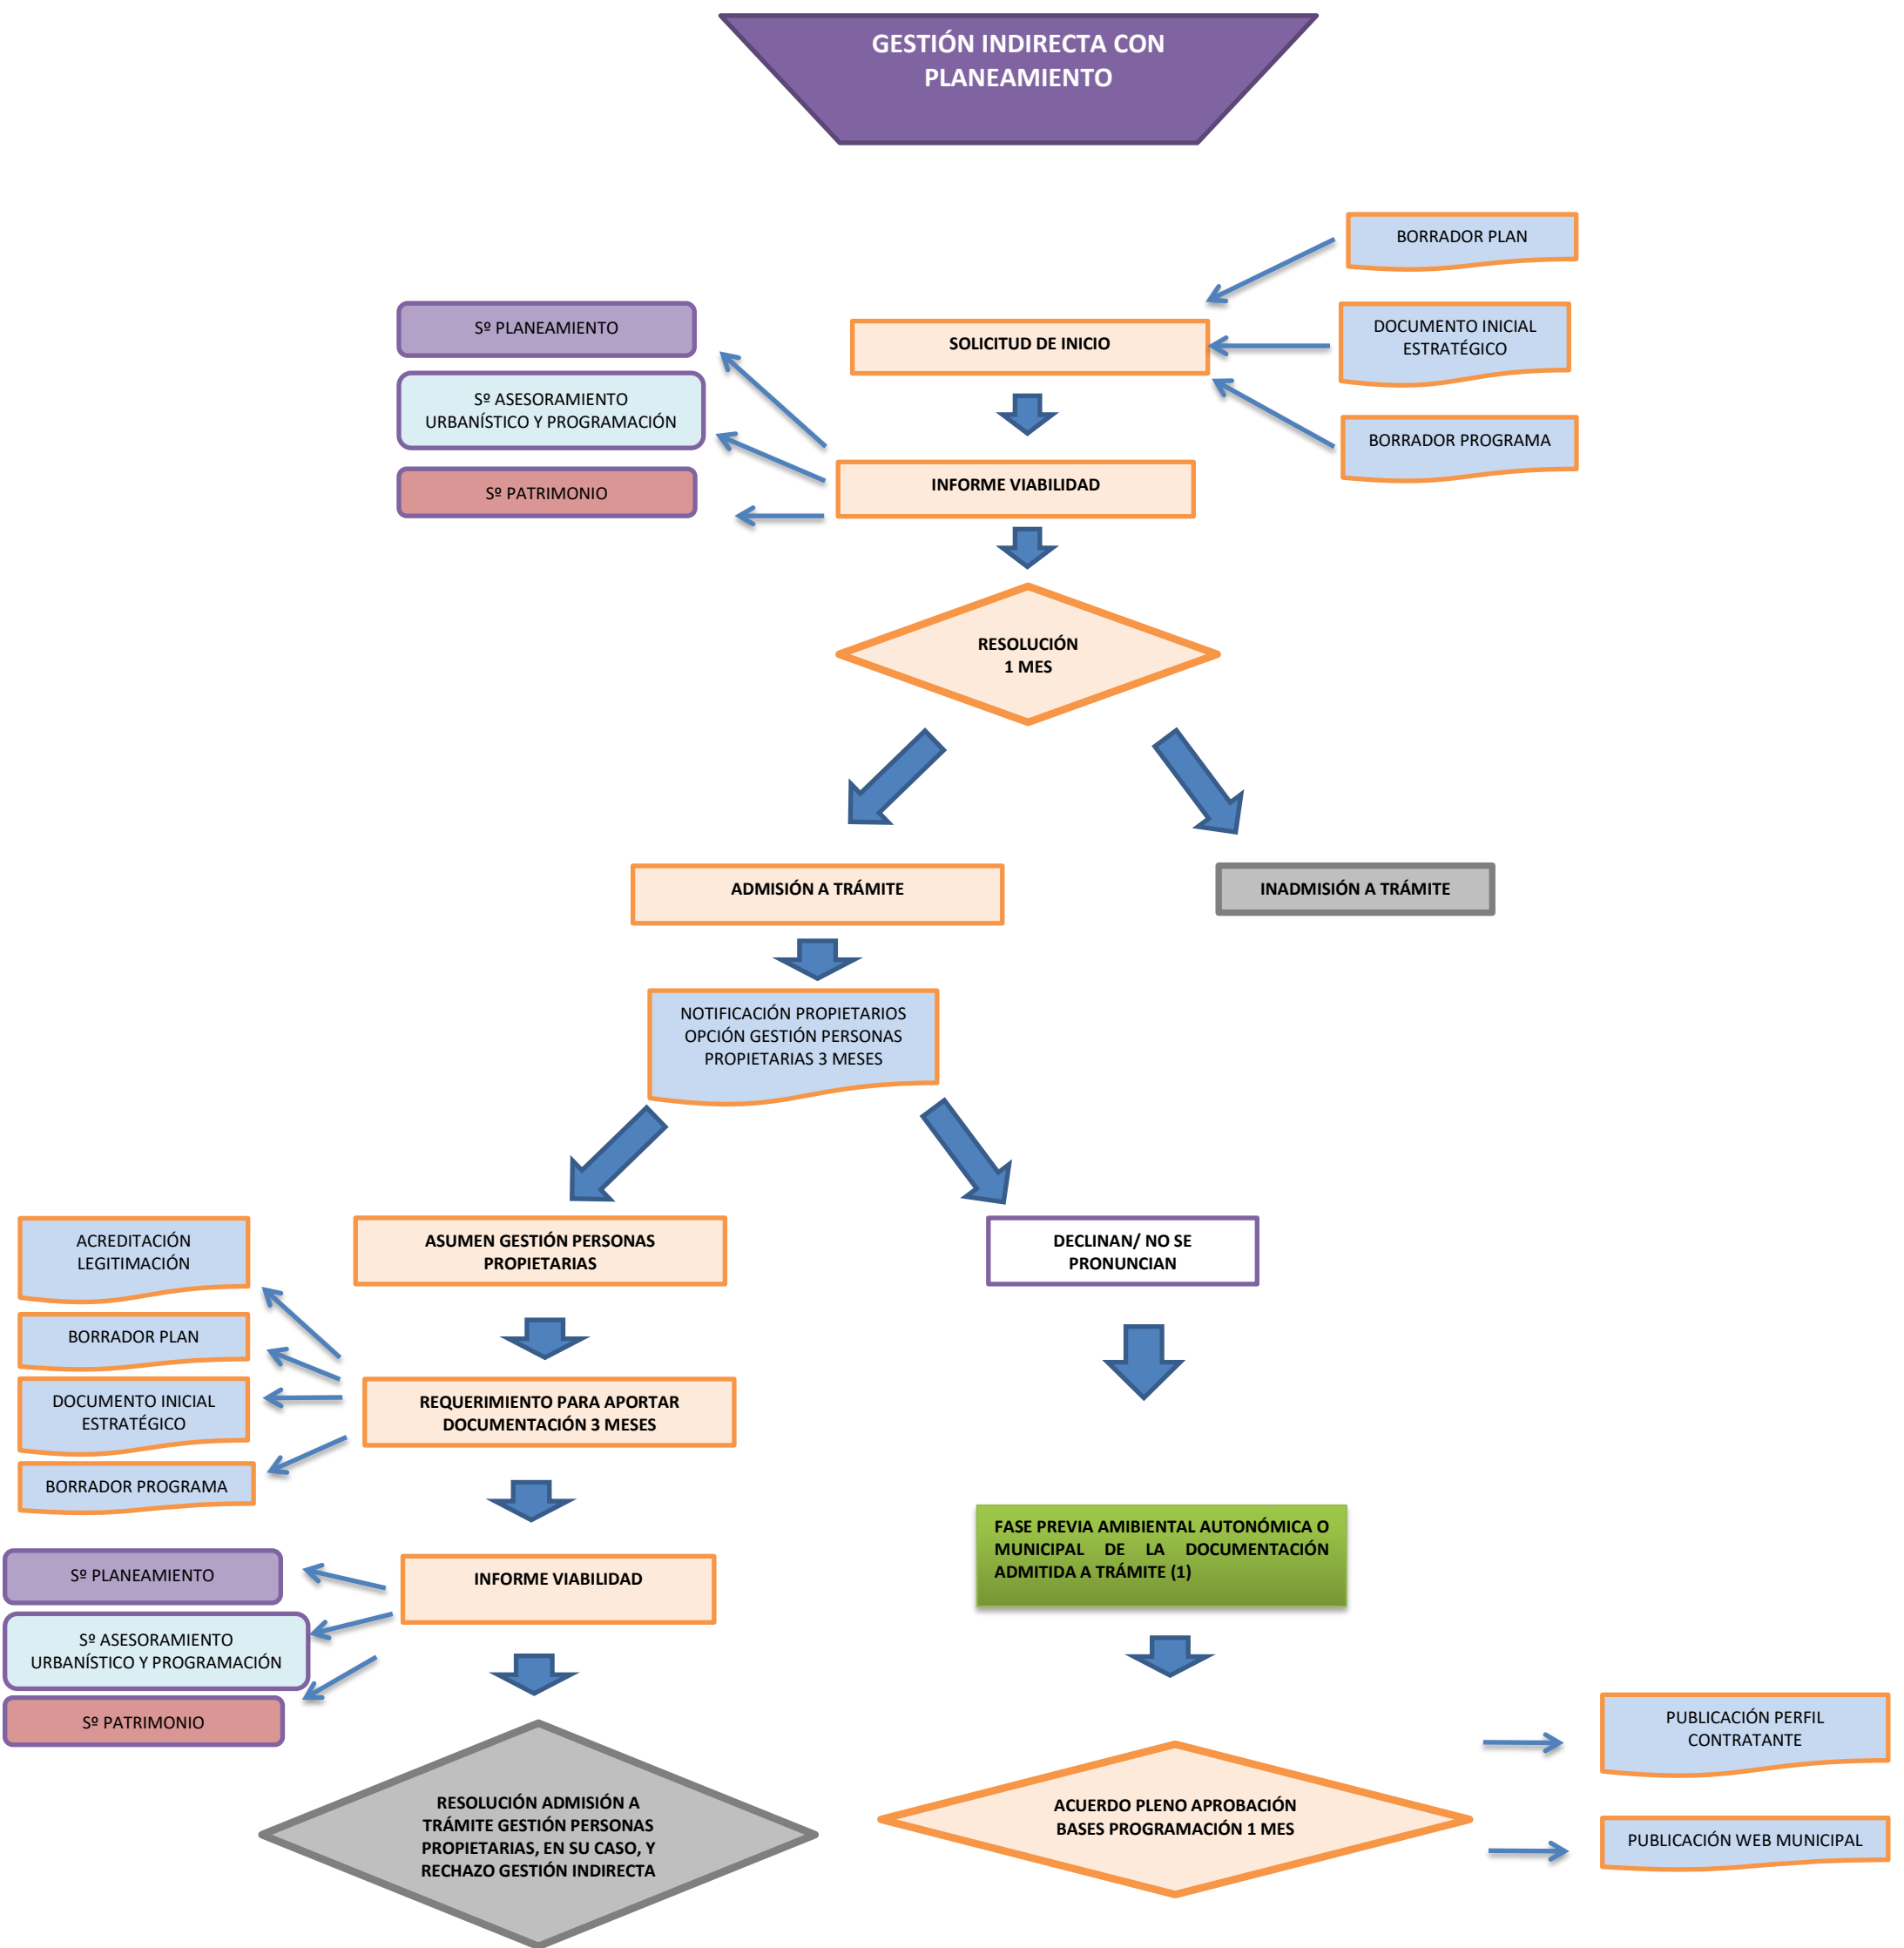 GESTIÓN INDIRECTA CON
PLANEAMIENTO
BORRADOR PLAN
Sº PLANEAMIENTO
SOLICITUD DE INICIO
DOCUMENTO INICIAL
ESTRATÉGICO
Sº ASESORAMIENTO
URBANÍSTICO Y PROGRAMACIÓN
BORRADOR PROGRAMA
Sº PATRIMONIO
INFORME VIABILIDAD
RESOLUCIÓN
1 MES
ADMISIÓN A TRÁMITE
INADMISIÓN A TRÁMITE
NOTIFICACIÓN PROPIETARIOS
OPCIÓN GESTIÓN PERSONAS
PROPIETARIAS 3 MESES
ACREDITACIÓN
LEGITIMACIÓN
ASUMEN GESTIÓN PERSONAS
PROPIETARIAS
DECLINAN/ NO SE
PRONUNCIAN
BORRADOR PLAN
DOCUMENTO INICIAL
ESTRATÉGICO
REQUERIMIENTO PARA APORTAR
DOCUMENTACIÓN 3 MESES
BORRADOR PROGRAMA
FASE PREVIA AMIBIENTAL AUTONÓMICA O
MUNICIPAL DE LA DOCUMENTACIÓN
ADMITIDA A TRÁMITE (1)
Sº PLANEAMIENTO
INFORME VIABILIDAD
Sº ASESORAMIENTO
URBANÍSTICO Y PROGRAMACIÓN
Sº PATRIMONIO
PUBLICACIÓN PERFIL
CONTRATANTE
RESOLUCIÓN ADMISIÓN A
TRÁMITE GESTIÓN PERSONAS
PROPIETARIAS, EN SU CASO, Y
RECHAZO GESTIÓN INDIRECTA
ACUERDO PLENO APROBACIÓN
BASES PROGRAMACIÓN 1 MES
PUBLICACIÓN WEB MUNICIPAL